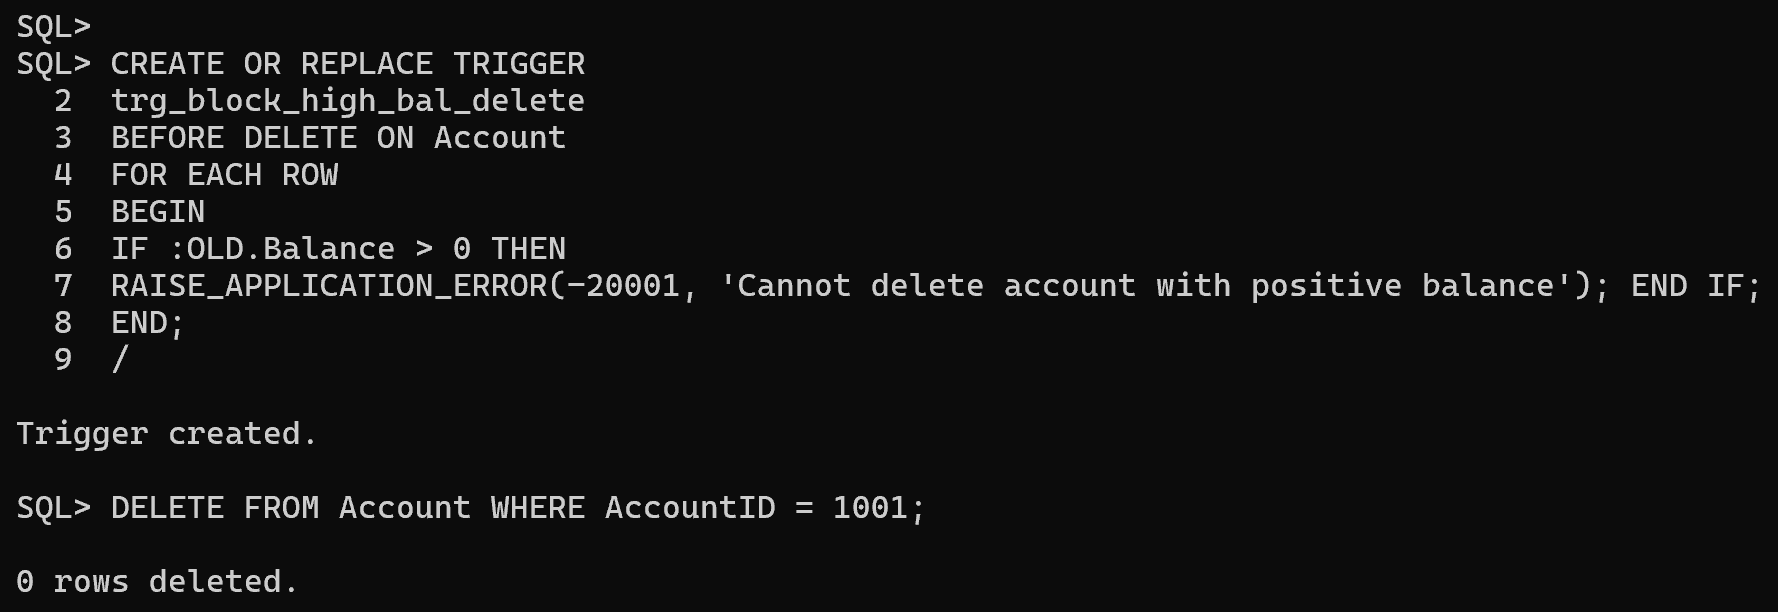 SQL>
SQL> CREATE OR REPLACE TRIGGER
  2  trg_block_high_bal_delete
  3  BEFORE DELETE ON Account
  4  FOR EACH ROW
  5  BEGIN
  6  IF :OLD.Balance > 0 THEN
  7  RAISE_APPLICATION_ERROR(-20001, 'Cannot delete account with positive balance'); END IF;
  8  END;
  9  /
Trigger created.
SQL> DELETE FROM Account WHERE AccountID = 1001;
0 rows deleted.